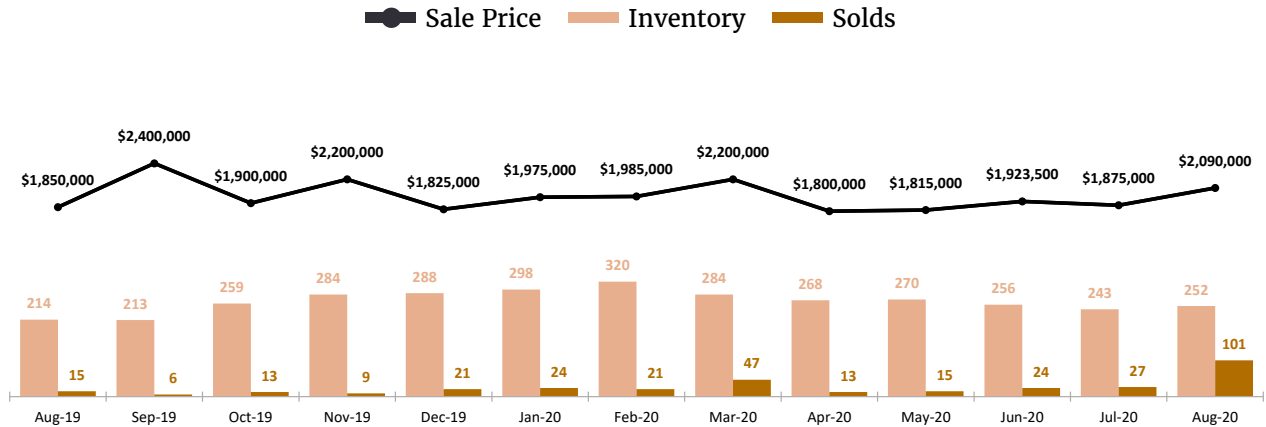 Sale Price Inventory Solds
$1,850,000 $2,400,000 $1,900,000 $2,200,000 $1,825,000 $1,975,000 $1,985,000 $2,200,000 $1,800,000 $1,815,000 $1,923,500 $1,875,000 $2,090,000
214 213 259 284 288 298 320 284 268 270 256 243 252
15 6 13 9 21 24 21 47 13 15 24 27 101
Aug-19 Sep-19 Oct-19 Nov-19 Dec-19 Jan-20 Feb-20 Mar-20 Apr-20 May-20 Jun-20 Jul-20 Aug-20